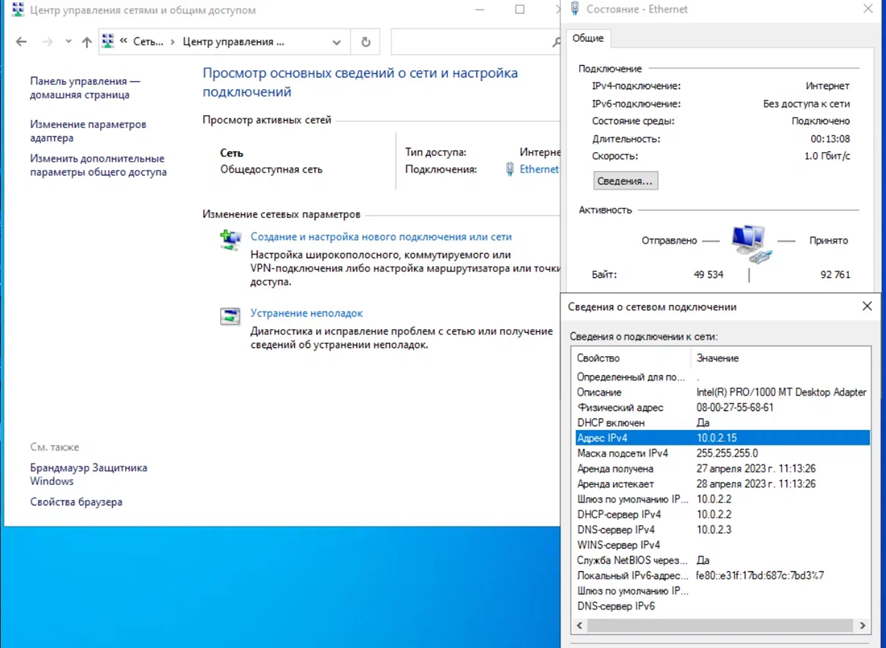 Центр управления сетями и общим доступом
« Сеть... › Центр управления ...
Панель управления —
домашняя страница
Изменение параметров
адаптера
Изменить дополнительные
параметры общего доступа
Просмотр основных сведений о сети и настройка
подключений
Просмотр активных сетей
Сеть
Общедоступная сеть
Тип доступа: Интерне
Подключения: Ethernet
Изменение сетевых параметров
Создание и настройка нового подключения или сети
Настройка широкополосного, коммутируемого или
VPN-подключения либо настройка маршрутизатора или точки
доступа.
Устранение неполадок
Диагностика и исправление проблем с сетью или получение
сведений об устранении неполадок.
См. также
Брандмауэр Защитника
Windows
Свойства браузера
Состояние - Ethernet
Общие
Подключение
IPv4-подключение: Интернет
IPv6-подключение: Без доступа к сети
Состояние среды: Подключено
Длительность: 00:13:08
Скорость: 1.0 Гбит/с
Сведения...
Активность
Отправлено — — Принято
Байт: 49 534 | 92 761
Сведения о сетевом подключении
Сведения о подключении к сети:
Свойство Значение
Определенный для по... .
Описание Intel(R) PRO/1000 MT Desktop Adapter
Физический адрес 08-00-27-55-68-61
DHCP включен Да
Адрес IPv4 10.0.2.15
Маска подсети IPv4 255.255.255.0
Аренда получена 27 апреля 2023 г. 11:13:26
Аренда истекает 28 апреля 2023 г. 11:13:26
Шлюз по умолчанию IP... 10.0.2.2
DHCP-сервер IPv4 10.0.2.2
DNS-сервер IPv4 10.0.2.3
WINS-сервер IPv4
Служба NetBIOS через... Да
Локальный IPv6-адрес... fe80::e31f:17bd:687c:7bd3%7
Шлюз по умолчанию IP...
DNS-сервер IPv6